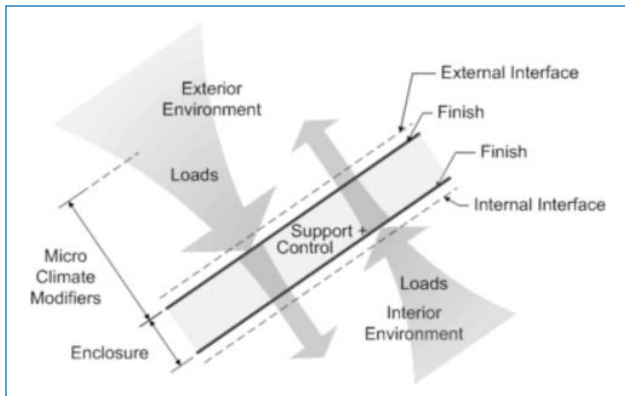 Exterior
Environment
Loads
External Interface
Finish
Finish
Internal Interface
Support +
Control
Micro
Climate
Modifiers
Enclosure
Loads
Interior
Environment